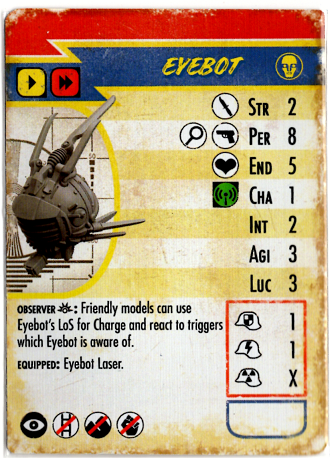 EYEBOT
STR 2
PER 8
END 5
CHA 1
INT 2
AGI 3
LUC 3
OBSERVER : Friendly models can use
Eyebot's LoS for Charge and react to triggers
which Eyebot is aware of.
EQUIPPED: Eyebot Laser.
1
1
X